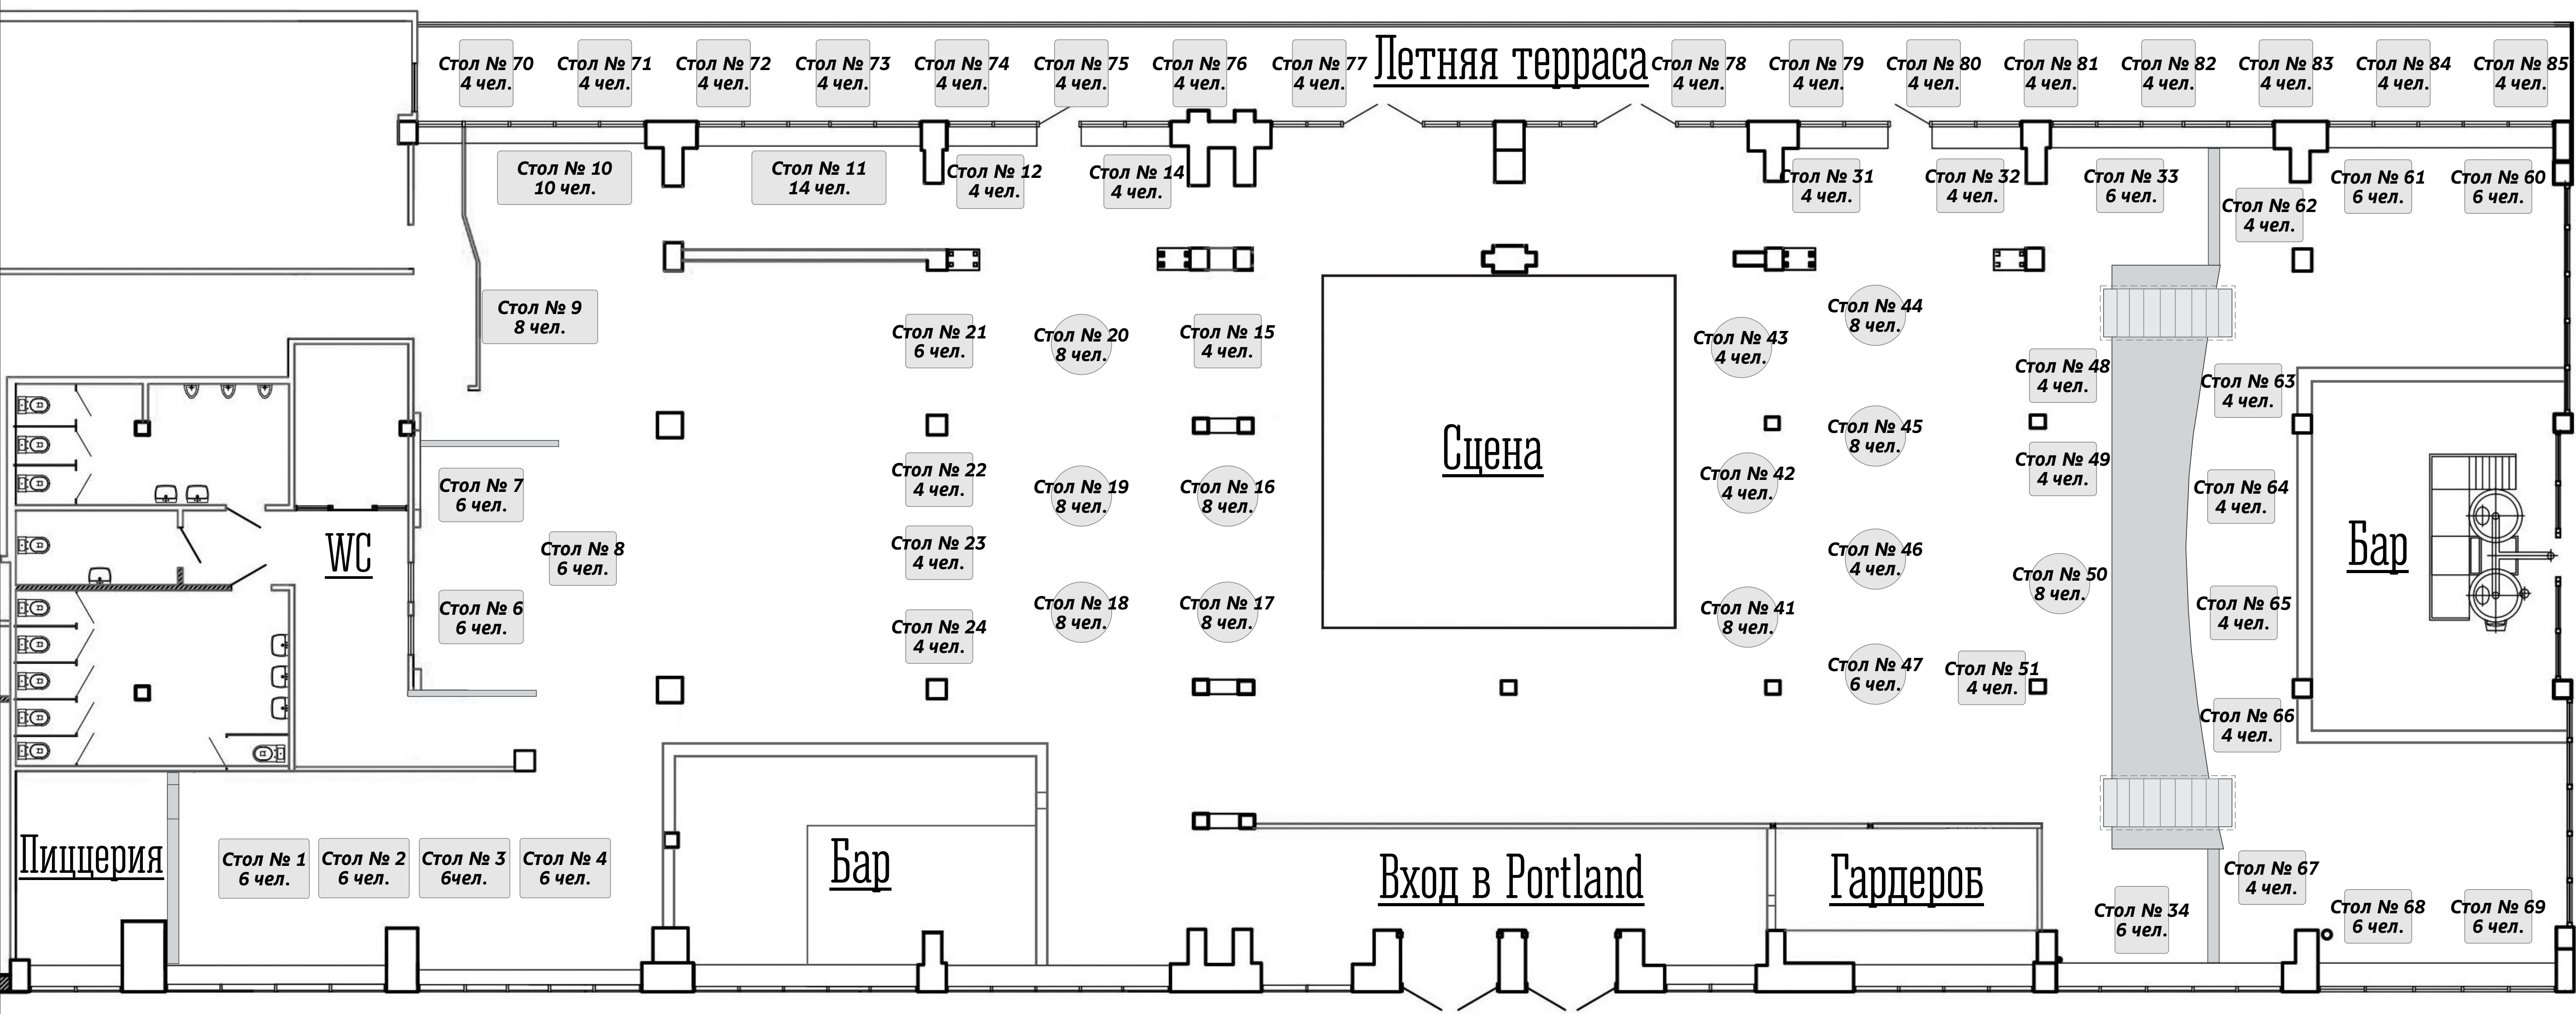 Стол № 70
4 чел.
Стол № 71
4 чел.
Стол № 72
4 чел.
Стол № 73
4 чел.
Стол № 74
4 чел.
Стол № 75
4 чел.
Стол № 76
4 чел.
Стол № 77
4 чел.
Летняя терраса
Стол № 78
4 чел.
Стол № 79
4 чел.
Стол № 80
4 чел.
Стол № 81
4 чел.
Стол № 82
4 чел.
Стол № 83
4 чел.
Стол № 84
4 чел.
Стол № 85
4 чел.
Стол № 10
10 чел.
Стол № 11
14 чел.
Стол № 12
4 чел.
Стол № 14
4 чел.
Стол № 31
4 чел.
Стол № 32
4 чел.
Стол № 33
6 чел.
Стол № 62
4 чел.
Стол № 61
6 чел.
Стол № 60
6 чел.
Стол № 9
8 чел.
Стол № 21
6 чел.
Стол № 20
8 чел.
Стол № 15
4 чел.
Стол № 43
4 чел.
Стол № 44
8 чел.
Стол № 48
4 чел.
Стол № 63
4 чел.
Сцена
Стол № 45
8 чел.
Стол № 7
6 чел.
Стол № 22
4 чел.
Стол № 19
8 чел.
Стол № 16
8 чел.
Стол № 42
4 чел.
Стол № 49
4 чел.
Стол № 64
4 чел.
WC
Стол № 8
6 чел.
Стол № 23
4 чел.
Стол № 46
4 чел.
Стол № 50
8 чел.
Бар
Стол № 6
6 чел.
Стол № 24
4 чел.
Стол № 18
8 чел.
Стол № 17
8 чел.
Стол № 41
8 чел.
Стол № 65
4 чел.
Стол № 47
6 чел.
Стол № 51
4 чел.
Стол № 66
4 чел.
Пиццерия
Стол № 1
6 чел.
Стол № 2
6 чел.
Стол № 3
6чел.
Стол № 4
6 чел.
Бар
Вход в Portland
Гардероб
Стол № 34
6 чел.
Стол № 67
4 чел.
Стол № 68
6 чел.
Стол № 69
6 чел.